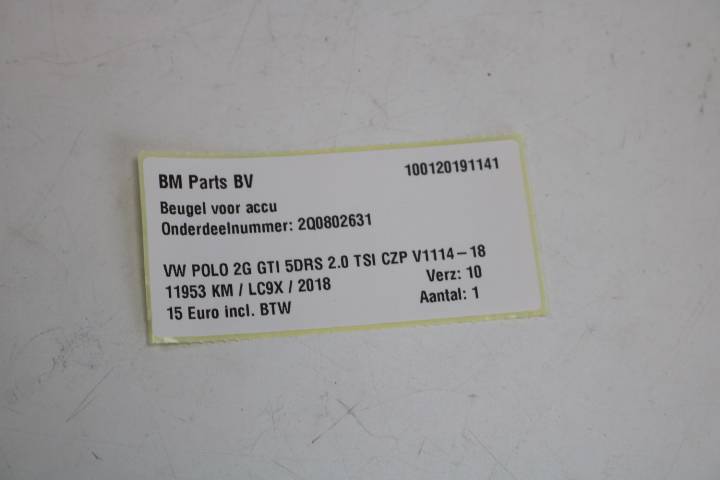 BM Parts BV 100120191141
Beugel voor accu
Onderdeelnummer: 2Q0802631
VW POLO 2G GTI 5DRS 2.0 TSI CZP V1114-18
11953 KM / LC9X / 2018 Verz: 10
15 Euro incl. BTW Aantal: 1